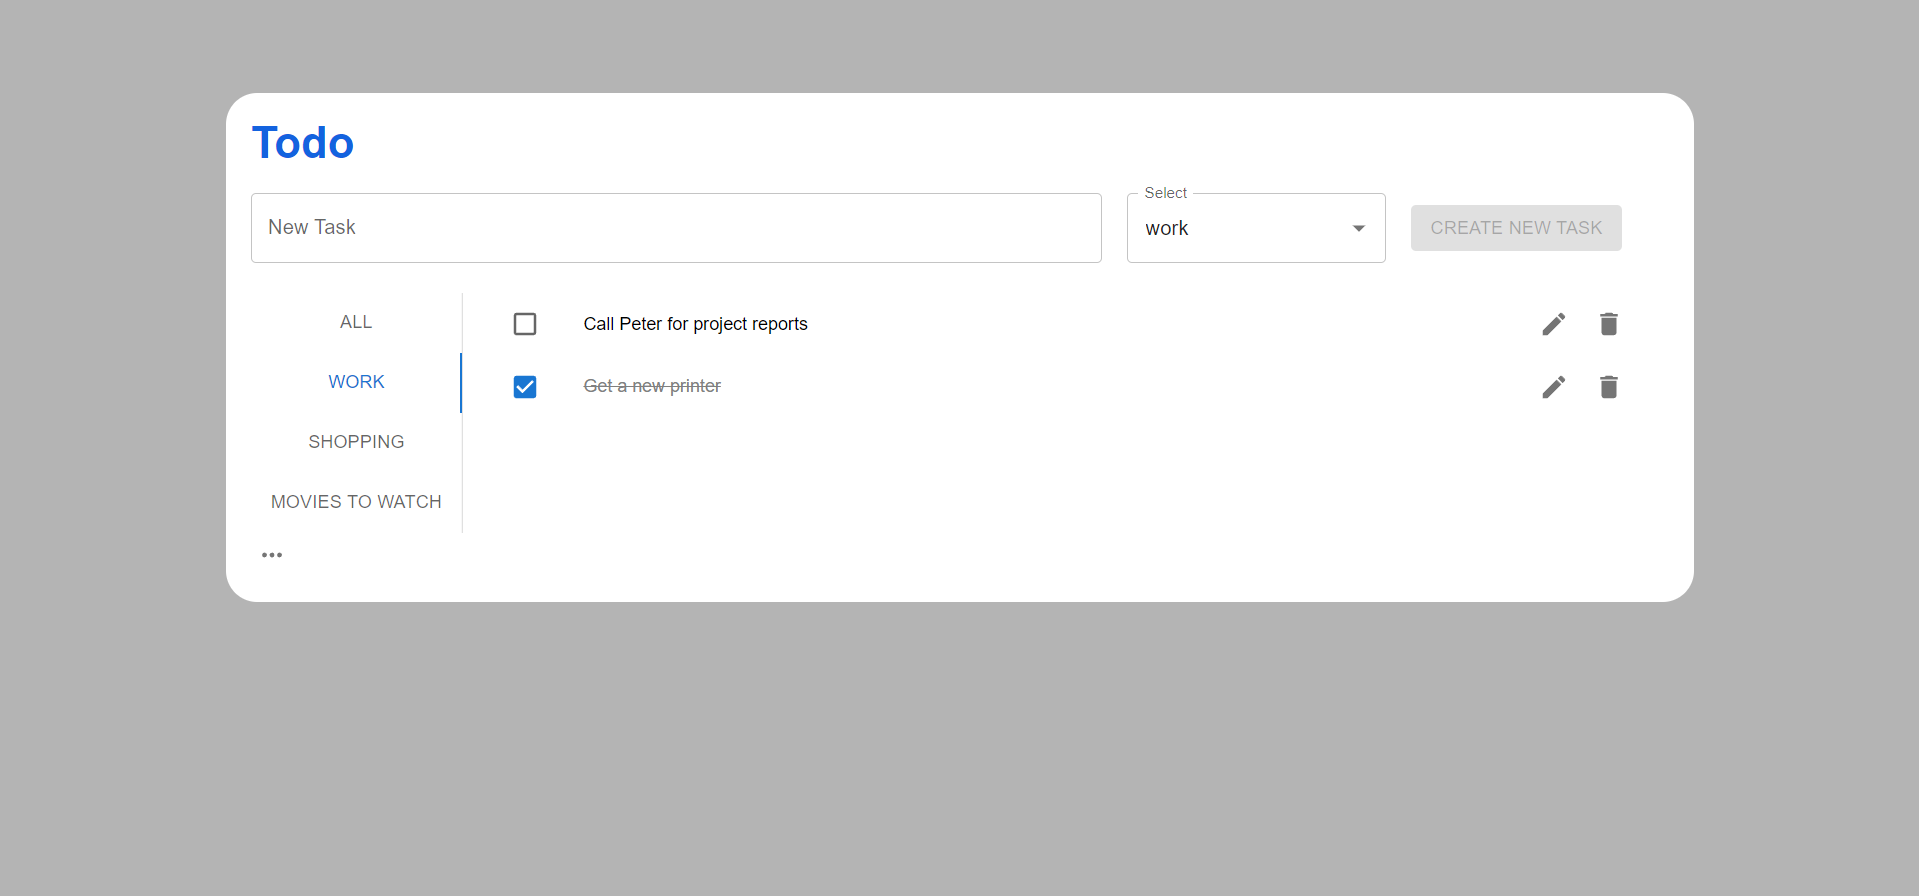 Todo
New Task
Select
work
CREATE NEW TASK
ALL
WORK
SHOPPING
MOVIES TO WATCH
Call Peter for project reports
Get a new printer